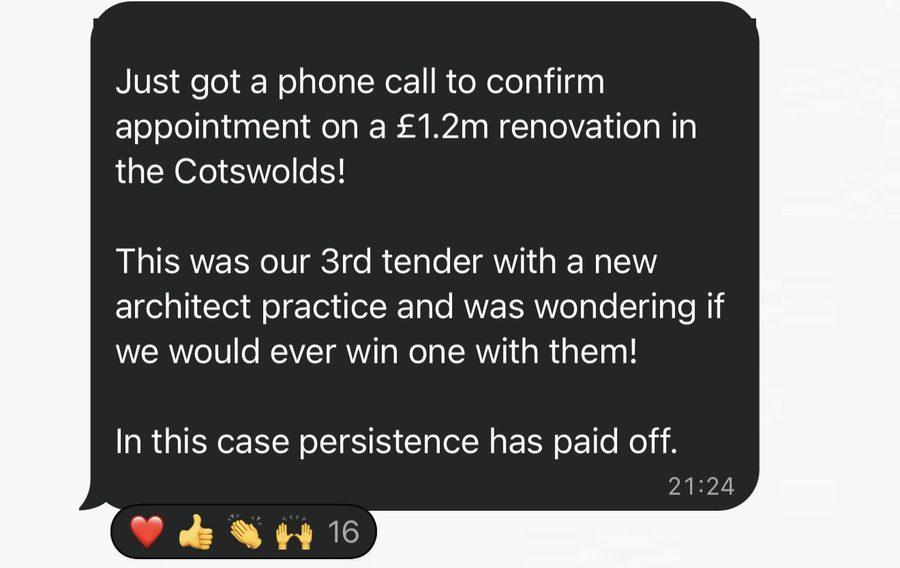 Just got a phone call to confirm
appointment on a £1.2m renovation in
the Cotswolds!
This was our 3rd tender with a new
architect practice and was wondering if
we would ever win one with them!
In this case persistence has paid off.
21:24
❤️👍👏🙌 16